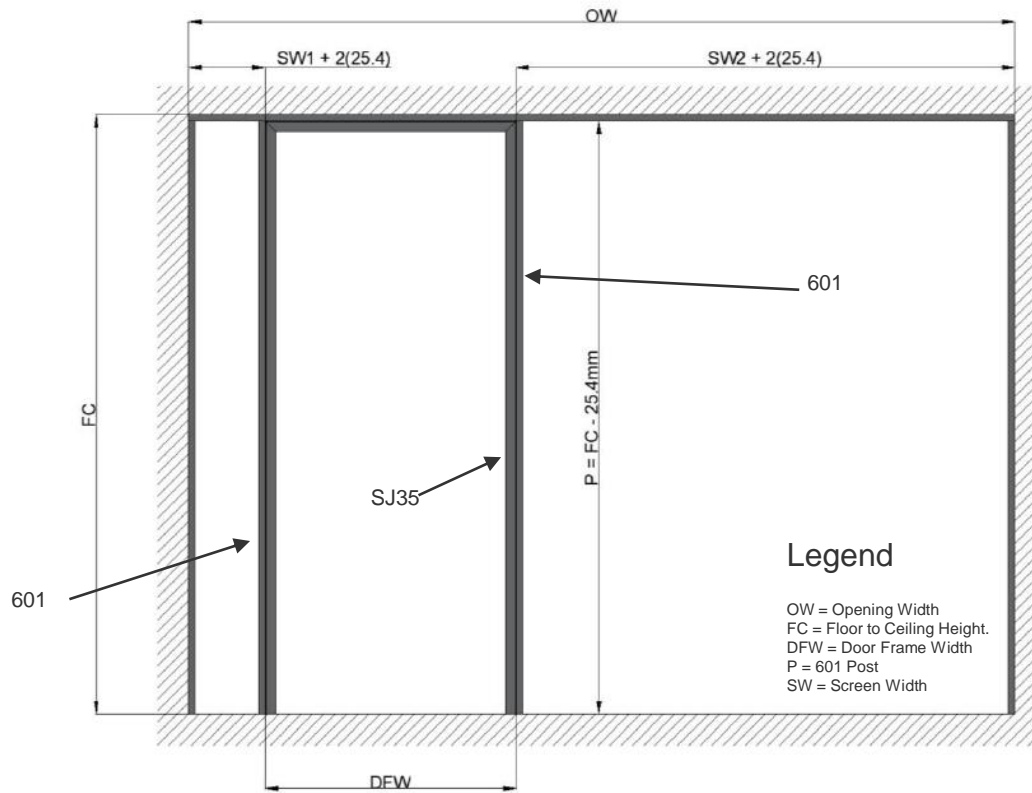 OW
SW1 + 2(25.4)
SW2 + 2(25.4)
601
FC
P = FC - 25.4mm
SJ35
601
Legend
OW = Opening Width
FC = Floor to Ceiling Height.
DFW = Door Frame Width
P = 601 Post
SW = Screen Width
DFW